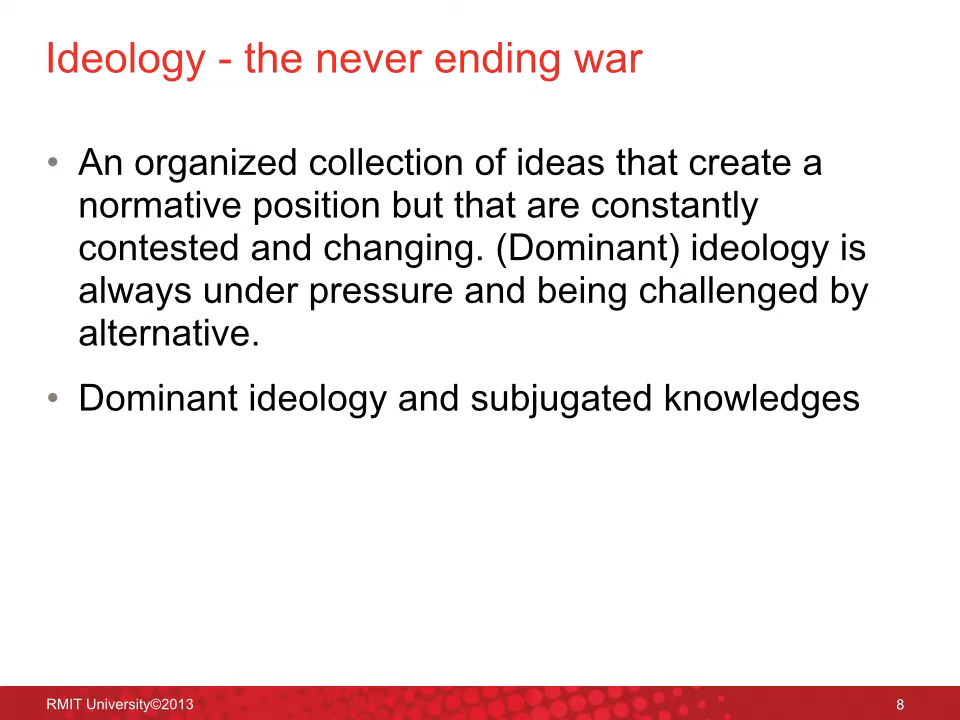 Ideology - the never ending war
• An organized collection of ideas that create a
normative position but that are constantly
contested and changing. (Dominant) ideology is
always under pressure and being challenged by
alternative.
• Dominant ideology and subjugated knowledges
RMIT University©2013
8